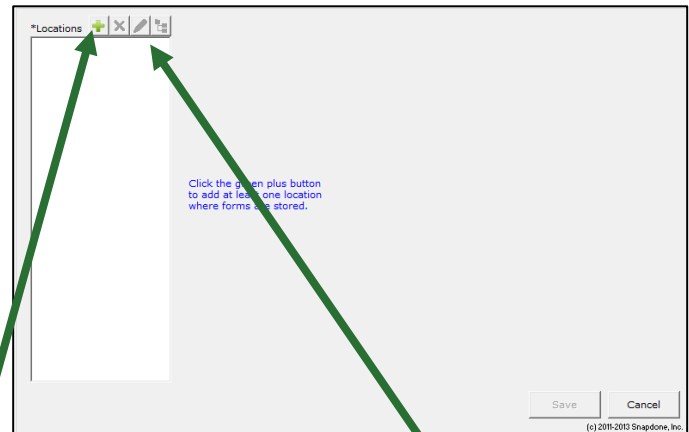 *Locations
Click the green plus button
to add at least one location
where forms are stored.
Save
Cancel
(c) 2011-2013 Snapdone, Inc.